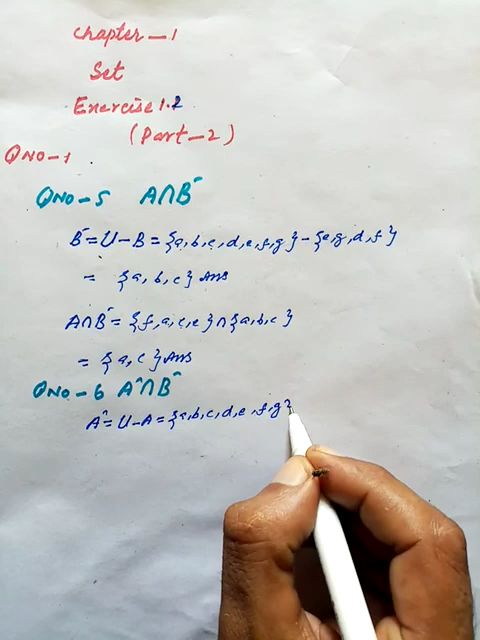 Chapter-1
Set
Exercise 1.2
(Part-2)
QNO-1
QNO-5 A∩B'
B' = U-B = {a,b,c,d,e,f,g} - {e,g,d,f}
= {a, b, c} Ans
A∩B' = {f,a,c,e} ∩ {a,b,c}
= {a, c} Ans
QNO-6 A'∩B'
A' = U-A = {a,b,c,d,e,f,g}